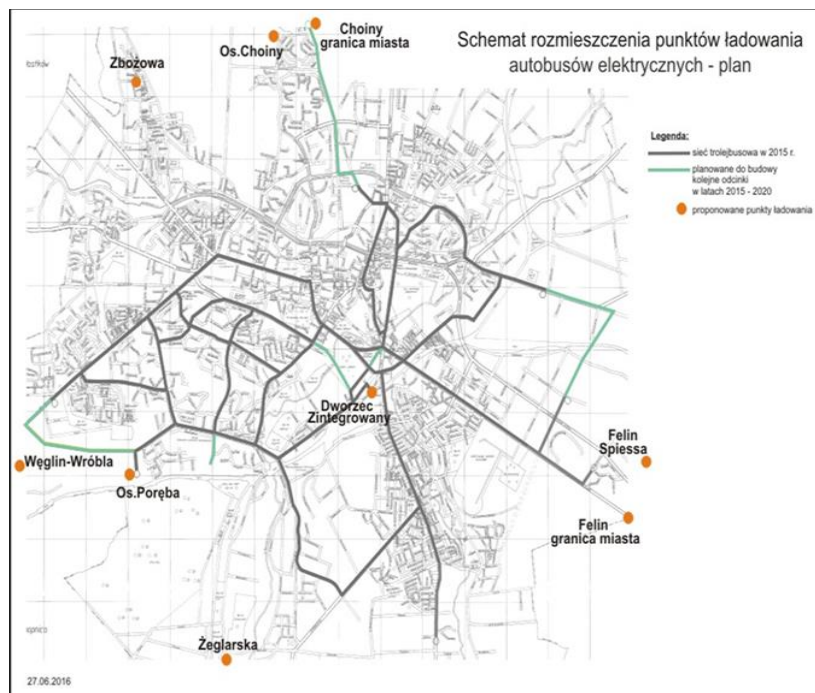 Schemat rozmieszczenia punktów ładowania
autobusów elektrycznych - plan
Legenda:
sieć trolejbusowa w 2015 r.
planowane do budowy
kolejne odcinki
w latach 2015 - 2020
proponowane punkty ładowania
Choiny
granica miasta
Os.Choiny
Zbożowa
Dworzec
Zintegrowany
Felin
Spiessa
Węglin-Wróbla
Os.Poręba
Felin
granica miasta
Żeglarska
27.06.2016